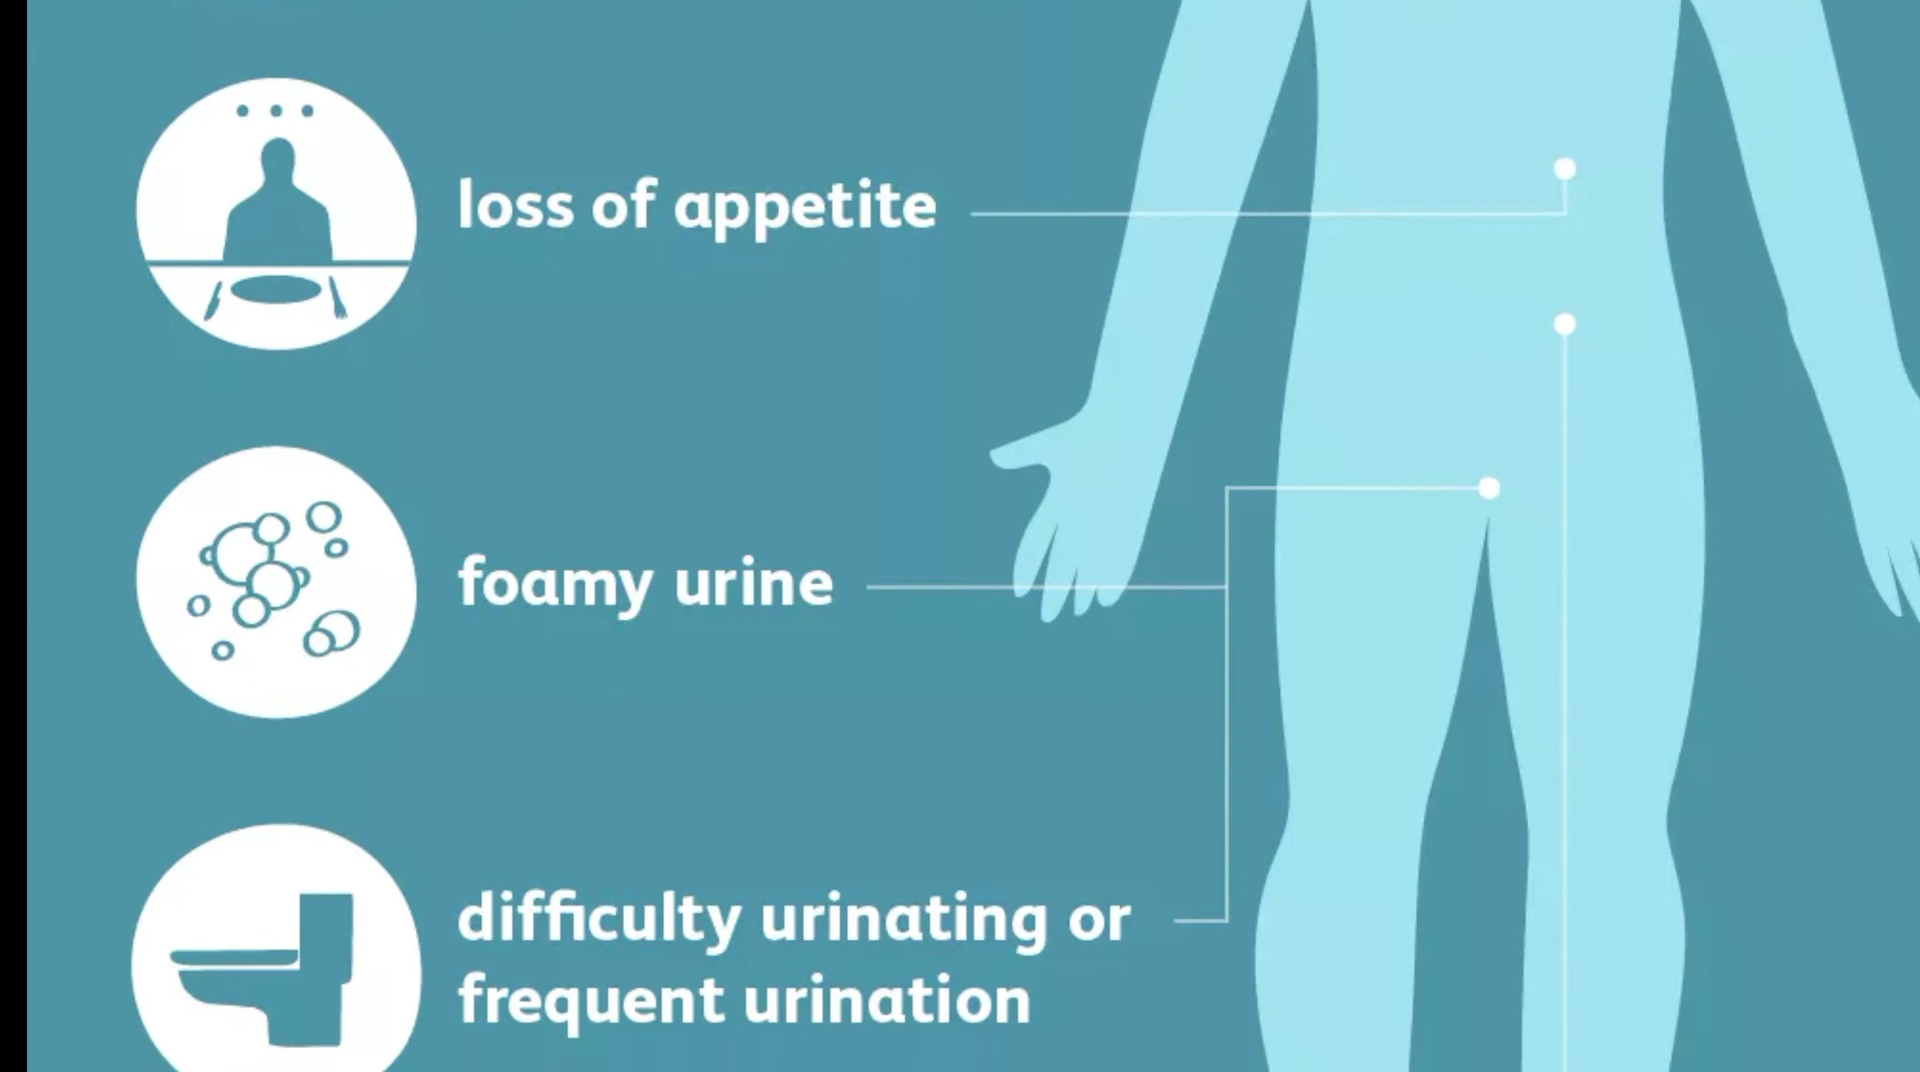 loss of appetite
foamy urine
difficulty urinating or
frequent urination